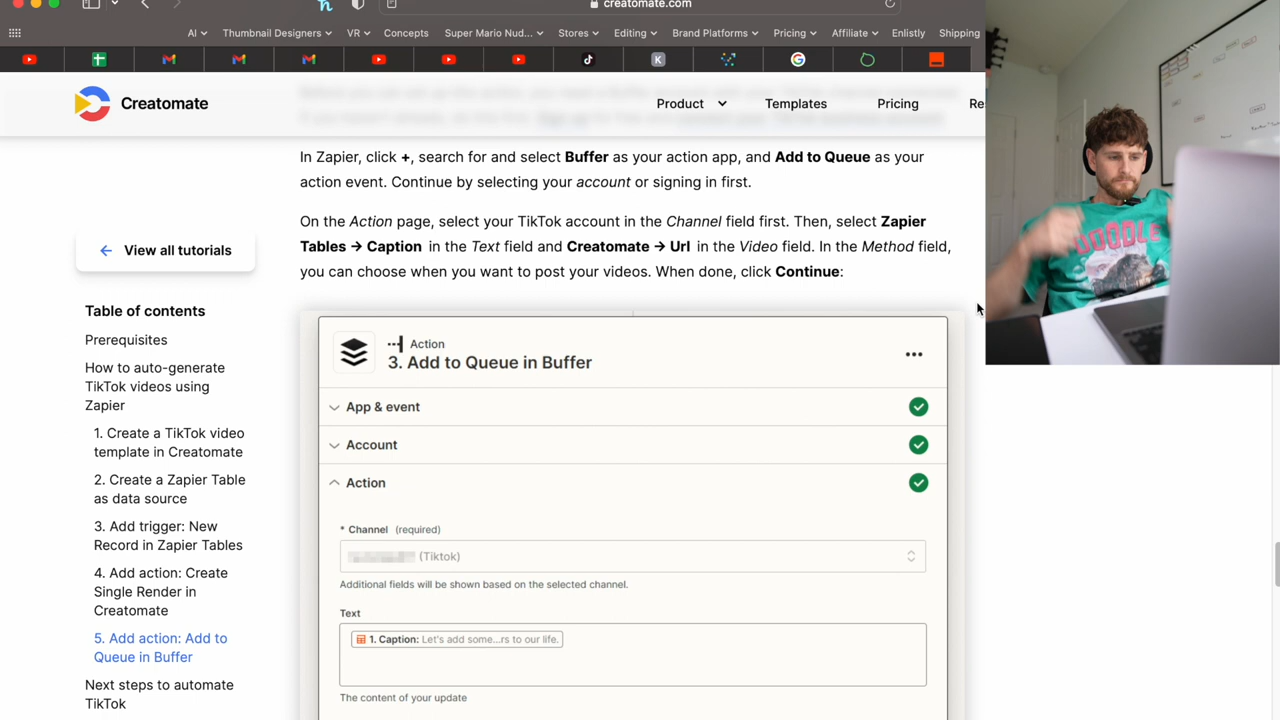 creatomate.com
AI
Thumbnail Designers
VR
Concepts
Super Mario Nud...
Stores
Editing
Brand Platforms
Pricing
Affiliate
Enlistly
Shipping
Creatomate
Product
Templates
Pricing
Re
In Zapier, click +, search for and select Buffer as your action app, and Add to Queue as your
action event. Continue by selecting your account or signing in first.
On the Action page, select your TikTok account in the Channel field first. Then, select Zapier
Tables → Caption in the Text field and Creatomate → Url in the Video field. In the Method field,
you can choose when you want to post your videos. When done, click Continue:
← View all tutorials
Table of contents
Prerequisites
How to auto-generate
TikTok videos using
Zapier
1. Create a TikTok video
template in Creatomate
2. Create a Zapier Table
as data source
3. Add trigger: New
Record in Zapier Tables
4. Add action: Create
Single Render in
Creatomate
5. Add action: Add to
Queue in Buffer
Next steps to automate
TikTok
Action
3. Add to Queue in Buffer
App & event
Account
Action
* Channel (required)
(Tiktok)
Additional fields will be shown based on the selected channel.
Text
1. Caption: Let's add some...rs to our life.
The content of your update
DOODLE